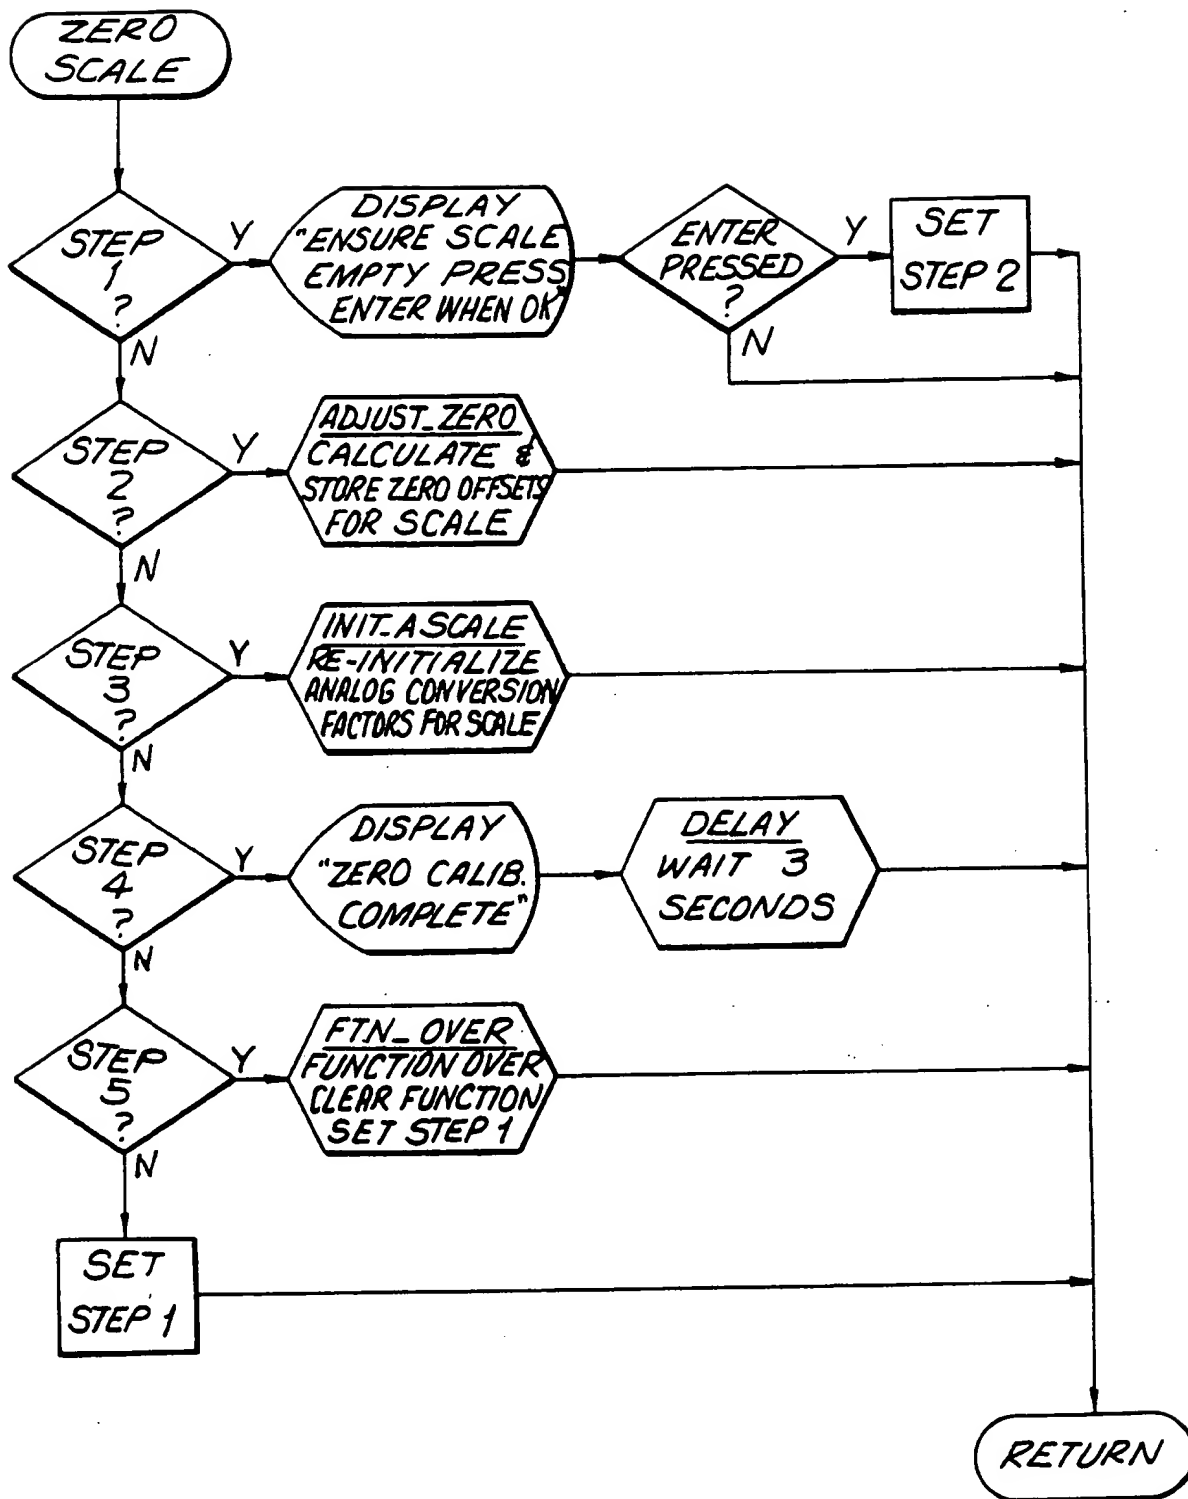 ZERO
SCALE
STEP
1
?
Y
N
DISPLAY
"ENSURE SCALE
EMPTY PRESS
ENTER WHEN OK"
ENTER
PRESSED
?
Y
N
SET
STEP 2
STEP
2
?
Y
N
ADJUST_ZERO
CALCULATE &
STORE ZERO OFFSETS
FOR SCALE
STEP
3
?
Y
N
INIT_ASCALE
RE-INITIALIZE
ANALOG CONVERSION
FACTORS FOR SCALE
STEP
4
?
Y
N
DISPLAY
"ZERO CALIB.
COMPLETE"
DELAY
WAIT 3
SECONDS
STEP
5
?
Y
N
FTN_OVER
FUNCTION OVER
CLEAR FUNCTION
SET STEP 1
SET
STEP 1
RETURN